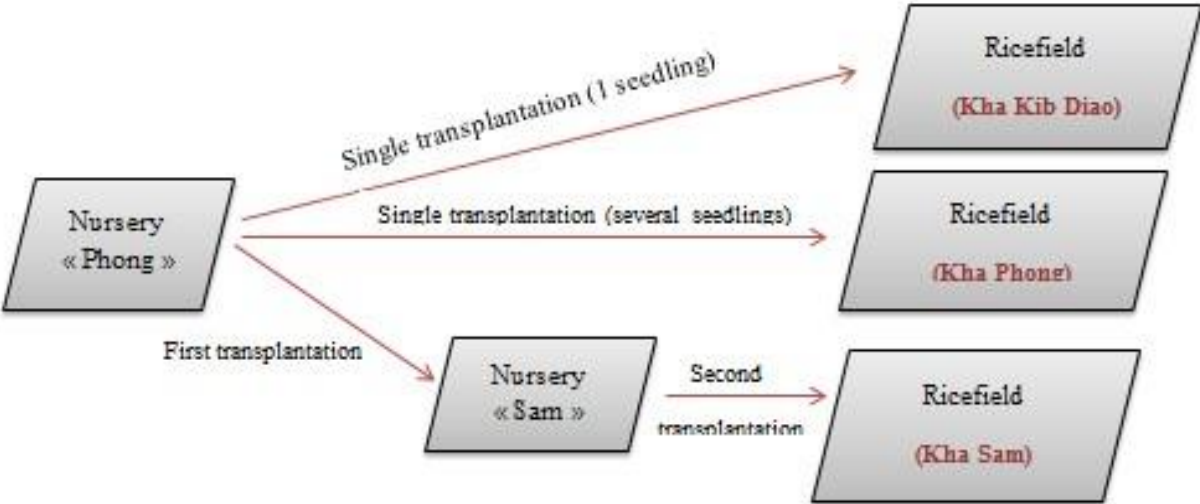 Single transplantation (1 seedling)
Ricefield
(Kha Kib Diao)
Nursery
« Phong »
Single transplantation (several seedlings)
Ricefield
(Kha Phong)
First transplantation
Nursery
« Sam »
Second
transplantation
Ricefield
(Kha Sam)